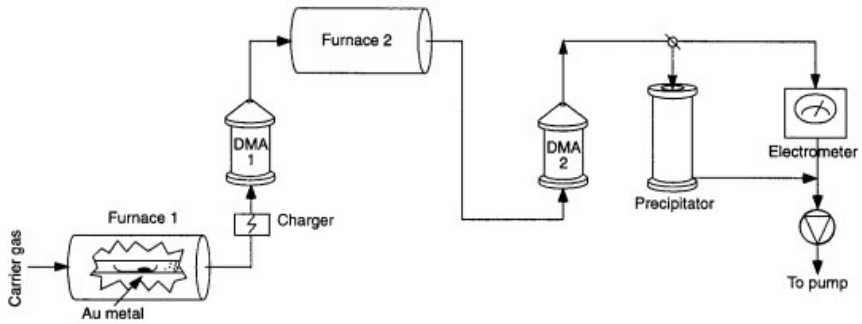 Furnace 2
DMA
1
DMA
2
Electrometer
Precipitator
Furnace 1
Charger
Carrier gas
Au metal
To pump